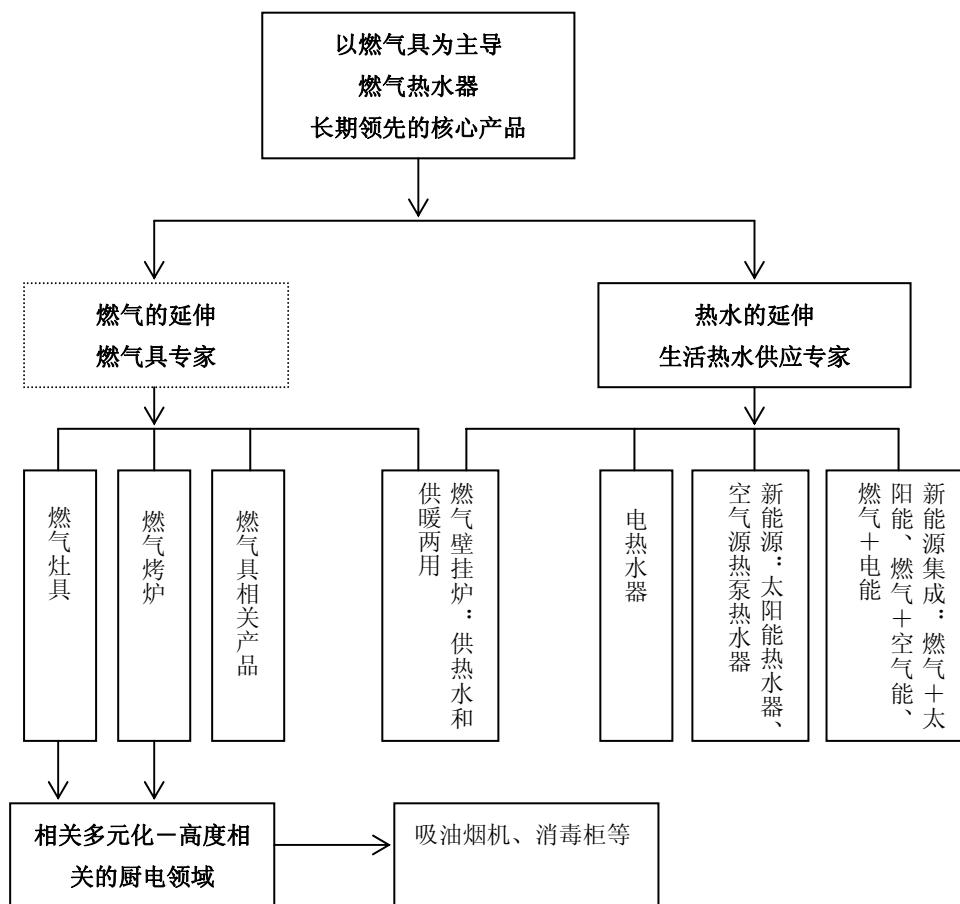 以燃气具为主导
燃气热水器
长期领先的核心产品
燃气的延伸
燃气具专家
热水的延伸
生活热水供应专家
燃气灶具
燃气烤炉
燃气具相关产品
燃气壁挂炉：供热水和
供暖两用
电热水器
新能源：太阳能热水器、
空气源热泵热水器
新能源集成：燃气＋太
阳能、燃气＋空气能、
燃气＋电能
相关多元化－高度相
关的厨电领域
吸油烟机、消毒柜等